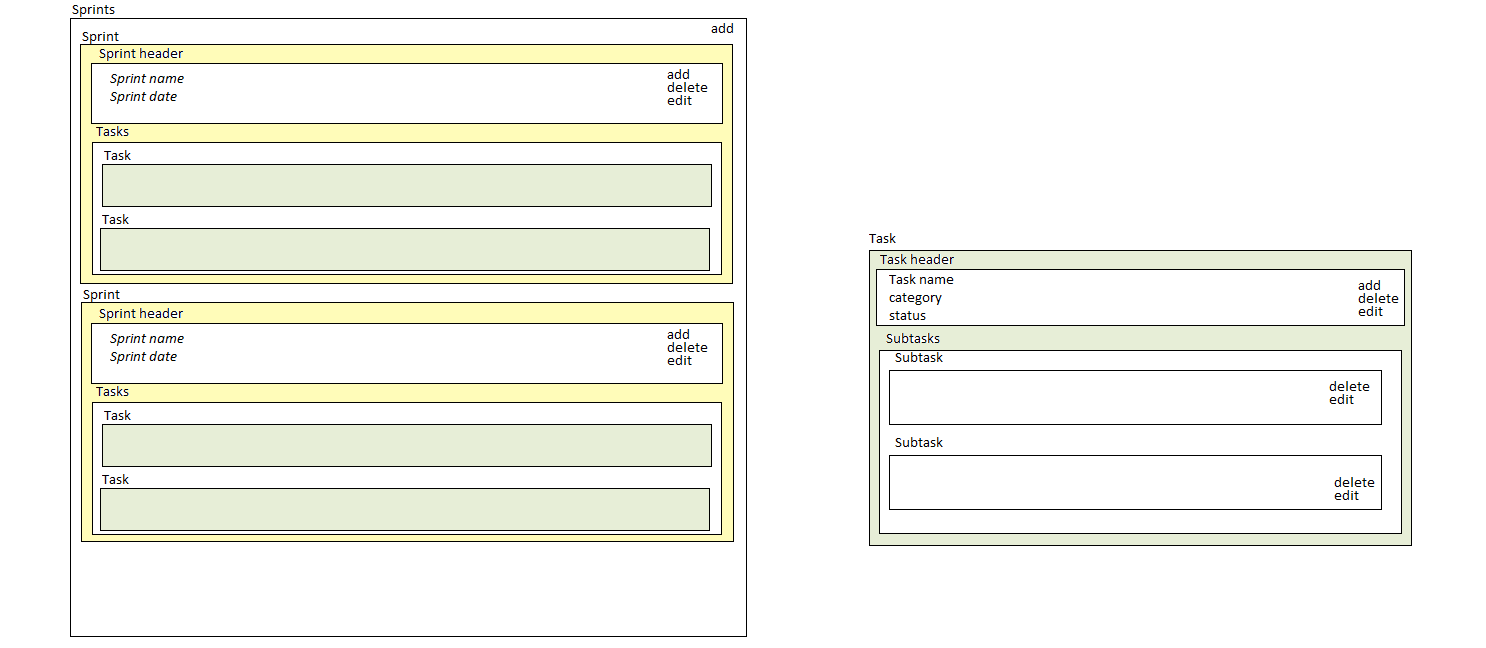 Sprints
add
Sprint
Sprint header
Sprint name
Sprint date
add
delete
edit
Tasks
Task
Task
Sprint
Sprint header
Sprint name
Sprint date
add
delete
edit
Tasks
Task
Task
Task
Task header
Task name
category
status
add
delete
edit
Subtasks
Subtask
delete
edit
Subtask
delete
edit